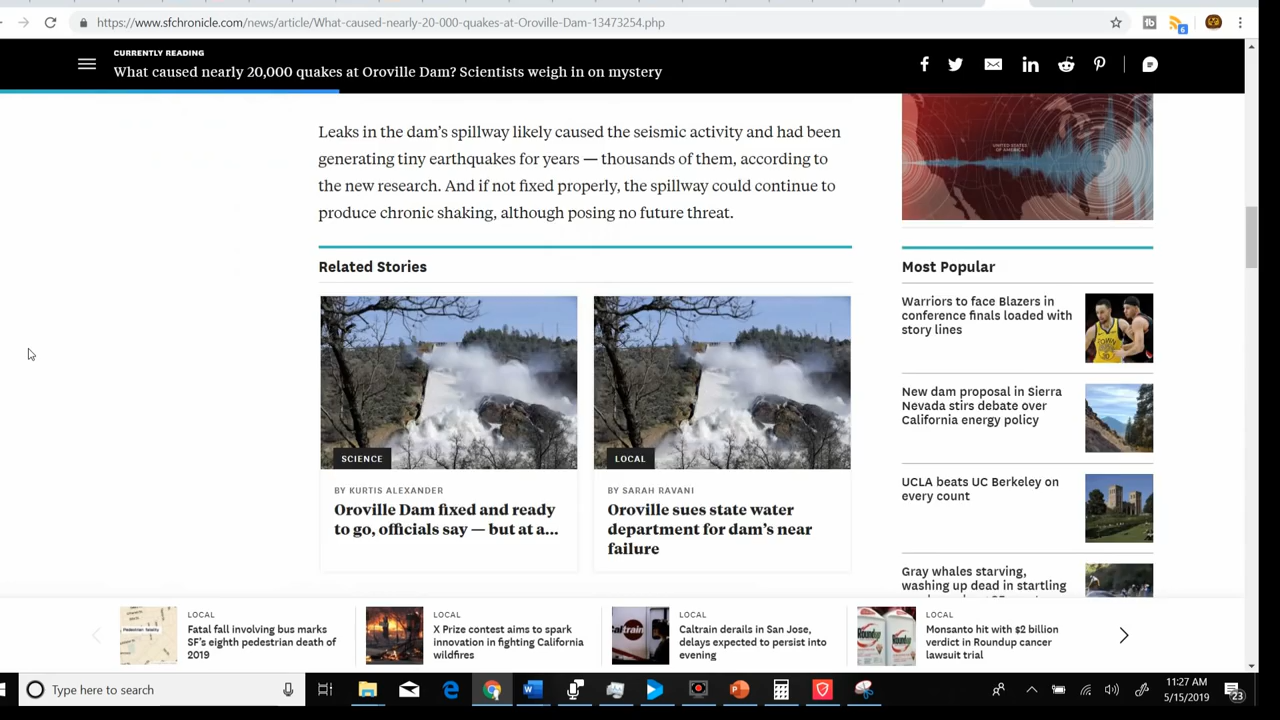 https://www.sfchronicle.com/news/article/What-caused-nearly-20-000-quakes-at-Oroville-Dam-13473254.php
CURRENTLY READING
What caused nearly 20,000 quakes at Oroville Dam? Scientists weigh in on mystery
Leaks in the dam’s spillway likely caused the seismic activity and had been
generating tiny earthquakes for years — thousands of them, according to
the new research. And if not fixed properly, the spillway could continue to
produce chronic shaking, although posing no future threat.
UNITED STATES
OF AMERICA
Related Stories
SCIENCE
BY KURTIS ALEXANDER
Oroville Dam fixed and ready
to go, officials say — but at a...
LOCAL
BY SARAH RAVANI
Oroville sues state water
department for dam’s near
failure
Most Popular
Warriors to face Blazers in
conference finals loaded with
story lines
New dam proposal in Sierra
Nevada stirs debate over
California energy policy
UCLA beats UC Berkeley on
every count
Gray whales starving,
washing up dead in startling
LOCAL
Fatal fall involving bus marks
SF’s eighth pedestrian death of
2019
LOCAL
X Prize contest aims to spark
innovation in fighting California
wildfires
LOCAL
Caltrain derails in San Jose,
delays expected to persist into
evening
LOCAL
Monsanto hit with $2 billion
verdict in Roundup cancer
lawsuit trial
Type here to search
11:27 AM
5/15/2019
23